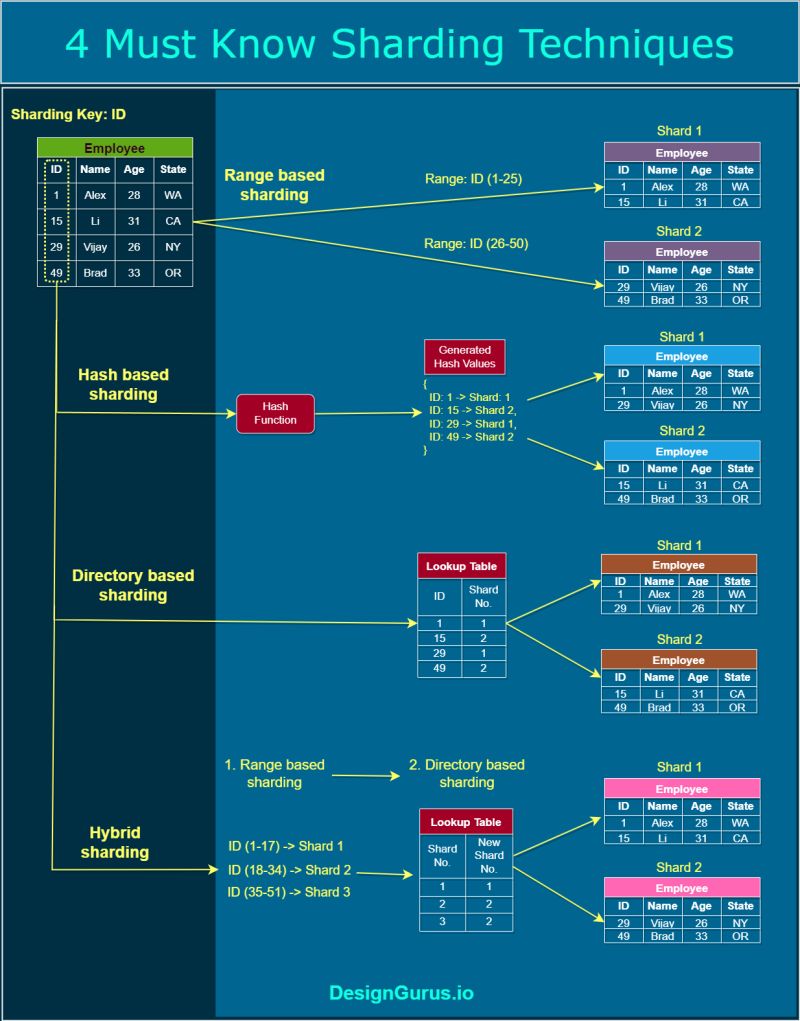 4 Must Know Sharding Techniques
Sharding Key: ID
Employee
ID Name Age State
1 Alex 28 WA
15 Li 31 CA
29 Vijay 26 NY
49 Brad 33 OR
Range based
sharding
Range: ID (1-25)
Range: ID (26-50)
Shard 1
Employee
ID Name Age State
1 Alex 28 WA
15 Li 31 CA
Shard 2
Employee
ID Name Age State
29 Vijay 26 NY
49 Brad 33 OR
Hash based
sharding
Hash
Function
Generated
Hash Values
{
ID: 1 -> Shard: 1
ID: 15 -> Shard 2,
ID: 29 -> Shard 1,
ID: 49 -> Shard 2
}
Shard 1
Employee
ID Name Age State
1 Alex 28 WA
29 Vijay 26 NY
Shard 2
Employee
ID Name Age State
15 Li 31 CA
49 Brad 33 OR
Directory based
sharding
Lookup Table
ID Shard
No.
1 1
15 2
29 1
49 2
Shard 1
Employee
ID Name Age State
1 Alex 28 WA
29 Vijay 26 NY
Shard 2
Employee
ID Name Age State
15 Li 31 CA
49 Brad 33 OR
Hybrid
sharding
1. Range based
sharding
2. Directory based
sharding
ID (1-17) -> Shard 1
ID (18-34) -> Shard 2
ID (35-51) -> Shard 3
Lookup Table
Shard
No.
New
Shard
No.
1 1
2 2
3 2
Shard 1
Employee
ID Name Age State
1 Alex 28 WA
15 Li 31 CA
Shard 2
Employee
ID Name Age State
29 Vijay 26 NY
49 Brad 33 OR
DesignGurus.io